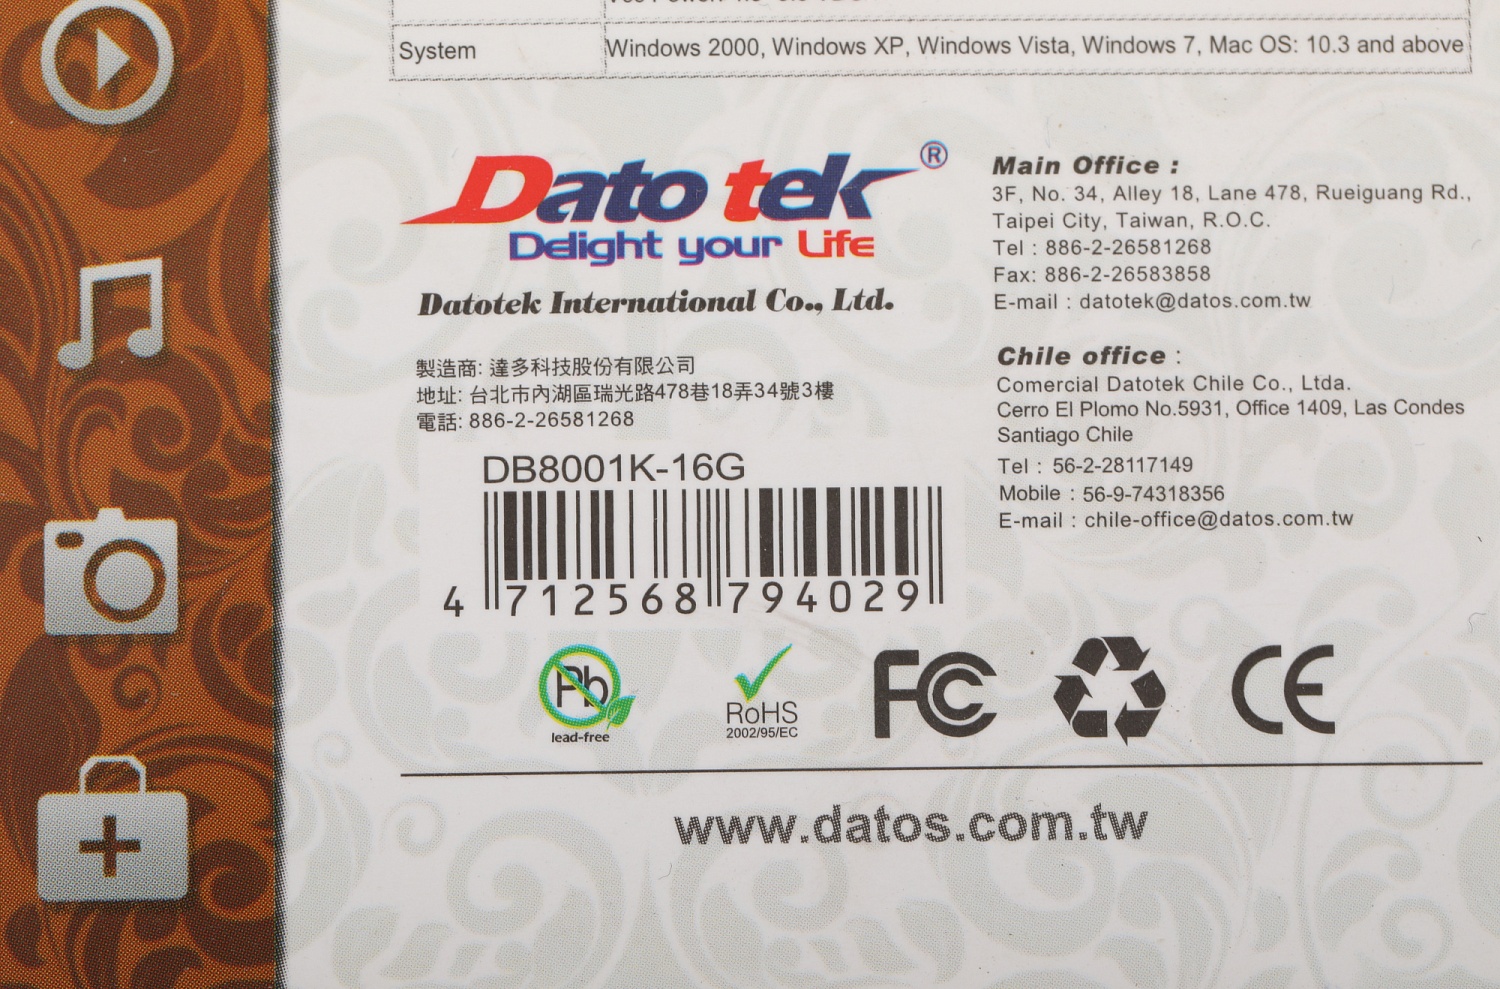 System Windows 2000, Windows XP, Windows Vista, Windows 7, Mac OS: 10.3 and above
Datotek®
Delight your Life
Datotek International Co., Ltd.
製造商: 達多科技股份有限公司
地址: 台北市內湖區瑞光路478巷18弄34號3樓
電話: 886-2-26581268
DB8001K-16G
4 712568 794029
Main Office :
3F, No. 34, Alley 18, Lane 478, Rueiguang Rd.,
Taipei City, Taiwan, R.O.C.
Tel : 886-2-26581268
Fax: 886-2-26583858
E-mail : datotek@datos.com.tw
Chile office :
Comercial Datotek Chile Co., Ltda.
Cerro El Plomo No.5931, Office 1409, Las Condes
Santiago Chile
Tel : 56-2-28117149
Mobile : 56-9-74318356
E-mail : chile-office@datos.com.tw
Pb
lead-free
RoHS
2002/95/EC
FC
CE
www.datos.com.tw